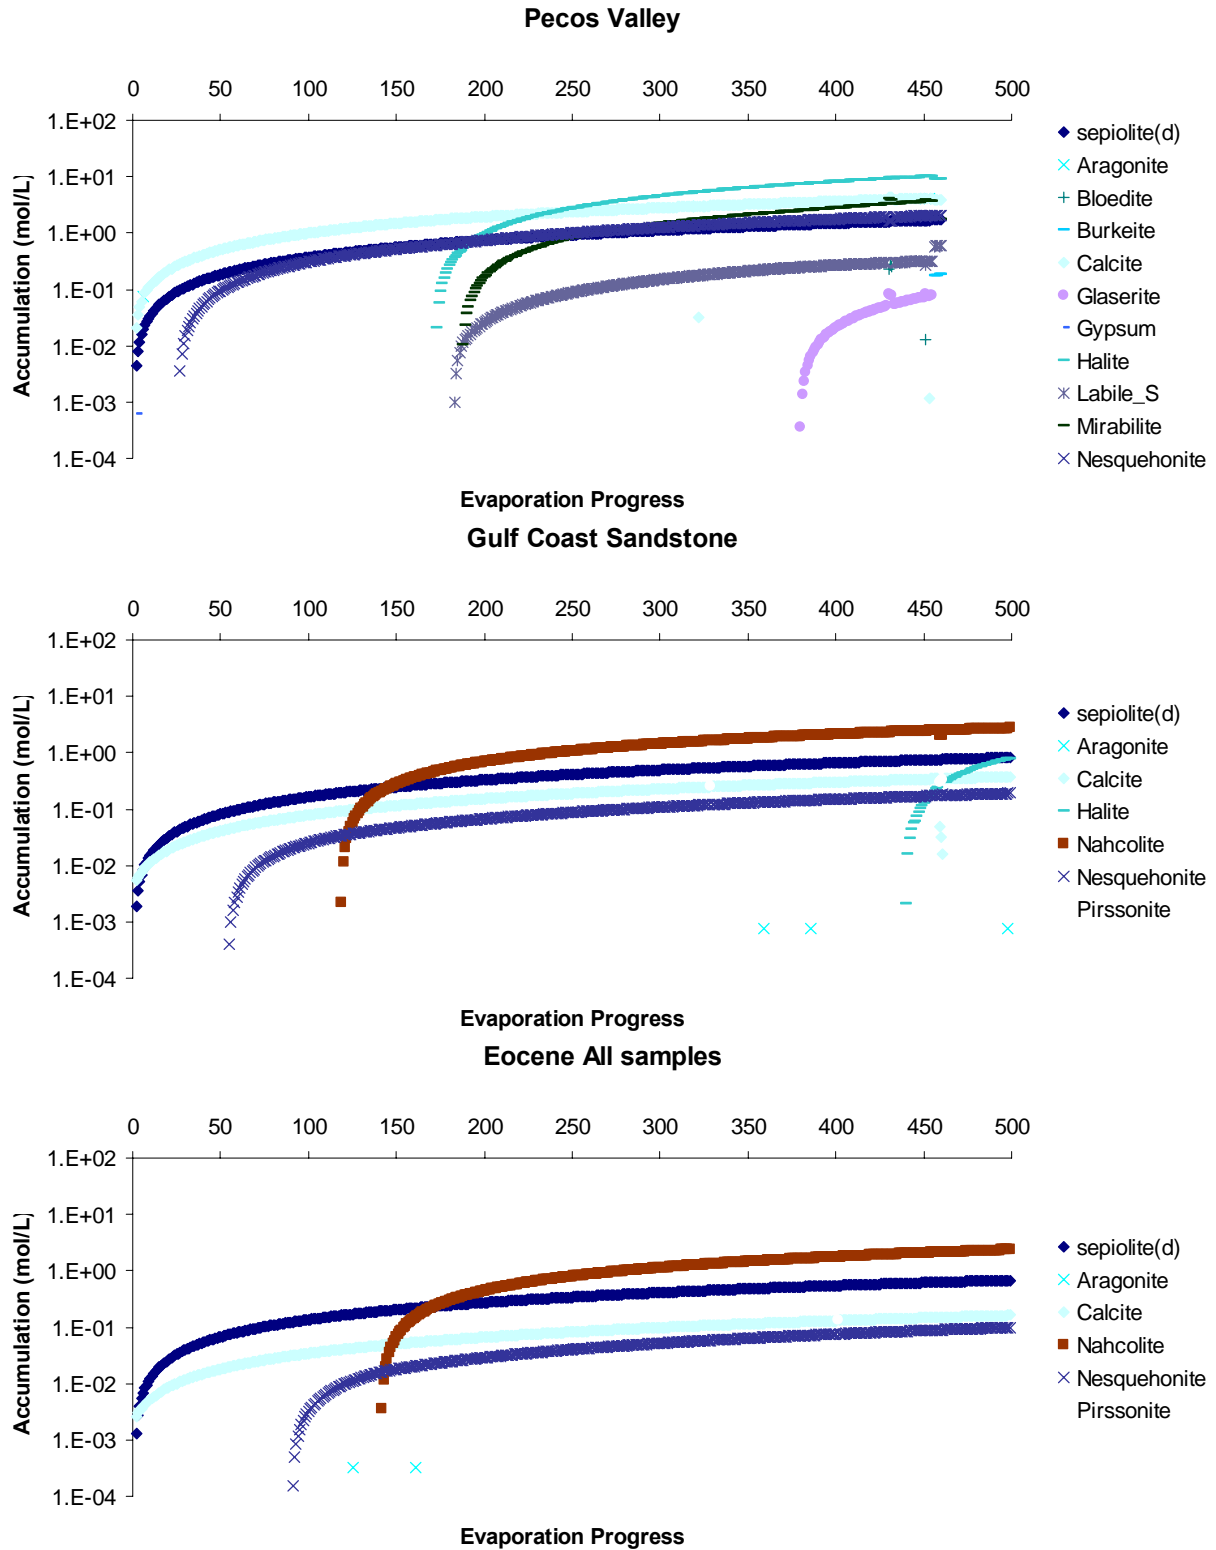 Pecos Valley
0 50 100 150 200 250 300 350 400 450 500
1.E+02
1.E+01
1.E+00
1.E-01
1.E-02
1.E-03
1.E-04
Accumulation (mol/L)
Evaporation Progress
sepiolite(d)
Aragonite
Bloedite
Burkeite
Calcite
Glaserite
Gypsum
Halite
Labile_S
Mirabilite
Nesquehonite
Gulf Coast Sandstone
0 50 100 150 200 250 300 350 400 450 500
1.E+02
1.E+01
1.E+00
1.E-01
1.E-02
1.E-03
1.E-04
Accumulation (mol/L)
Evaporation Progress
sepiolite(d)
Aragonite
Calcite
Halite
Nahcolite
Nesquehonite
Pirssonite
Eocene All samples
0 50 100 150 200 250 300 350 400 450 500
1.E+02
1.E+01
1.E+00
1.E-01
1.E-02
1.E-03
1.E-04
Accumulation (mol/L)
Evaporation Progress
sepiolite(d)
Aragonite
Calcite
Nahcolite
Nesquehonite
Pirssonite